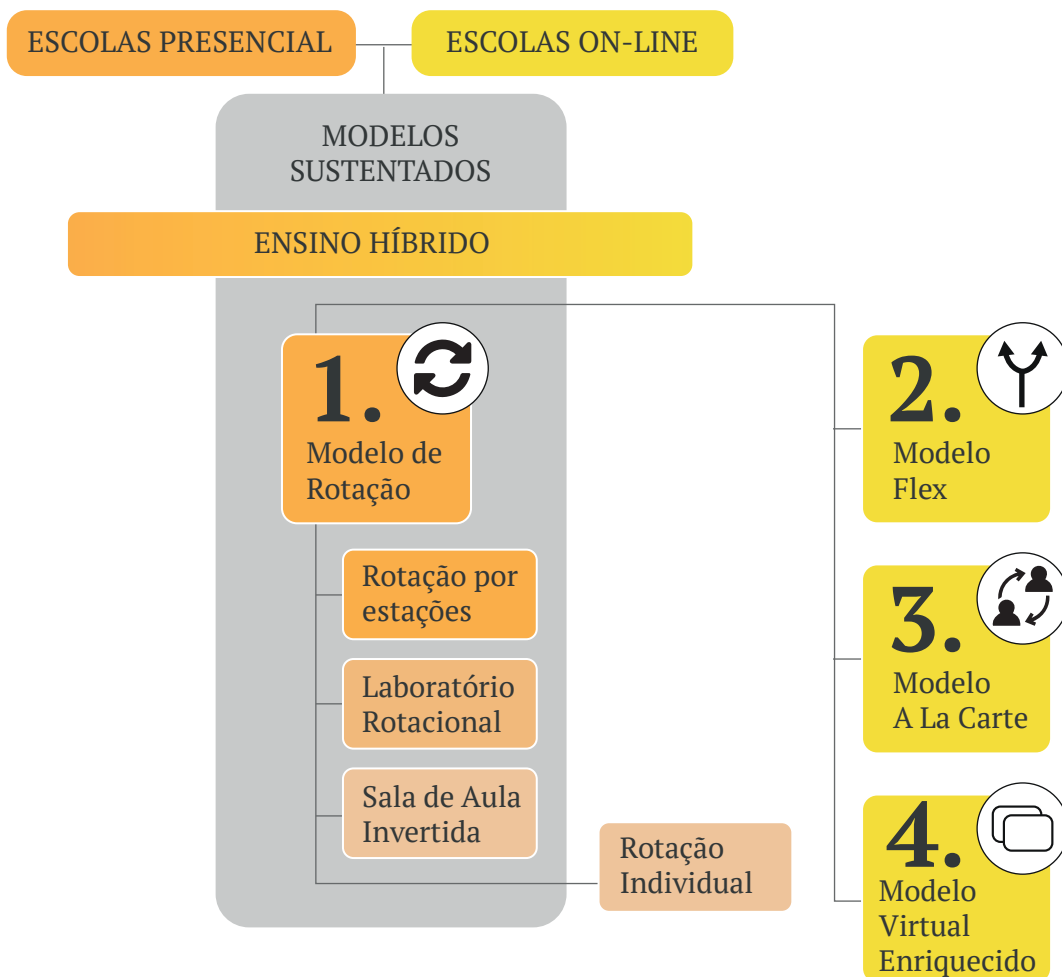 ESCOLAS PRESENCIAL
ESCOLAS ON-LINE
MODELOS
SUSTENTADOS
ENSINO HÍBRIDO
1.
Modelo de
Rotação
Rotação por
estações
Laboratório
Rotacional
Sala de Aula
Invertida
Rotação
Individual
2.
Modelo
Flex
3.
Modelo
A La Carte
4.
Modelo
Virtual
Enriquecido